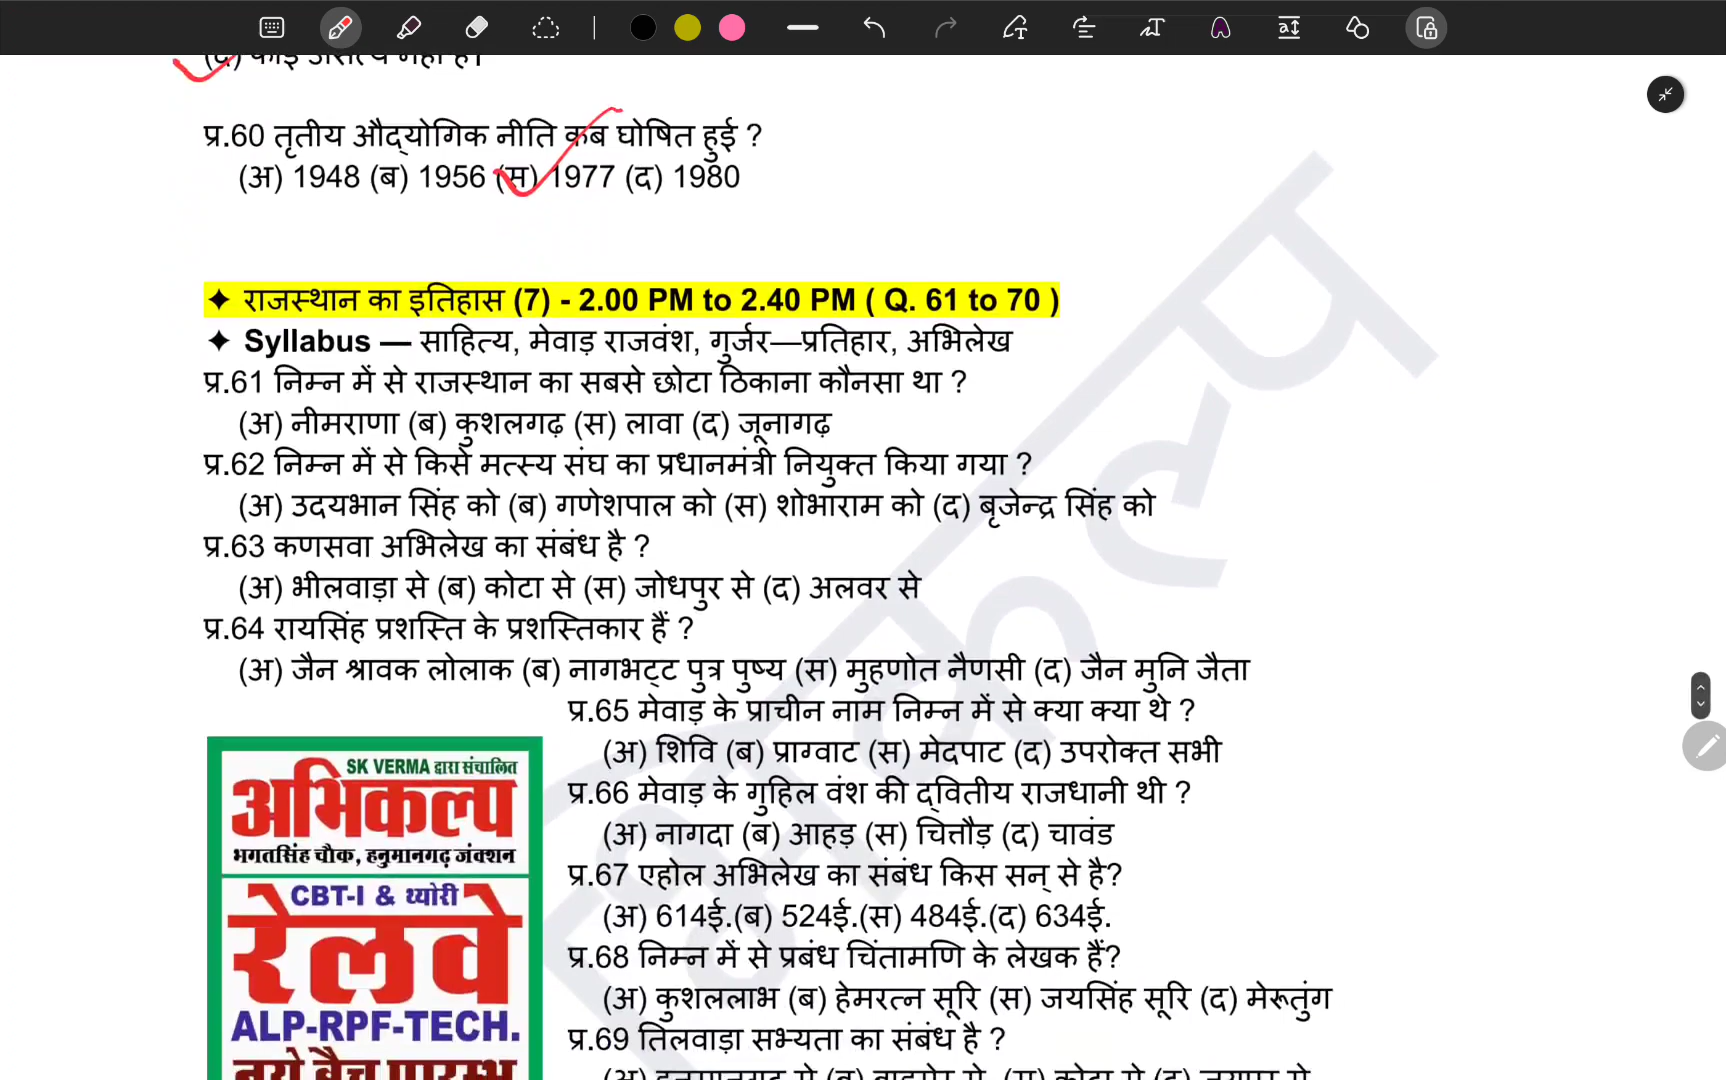 प्र.60 तृतीय औद्योगिक नीति कब घोषित हुई ?
(अ) 1948 (ब) 1956 (स) 1977 (द) 1980
✦ राजस्थान का इतिहास (7) - 2.00 PM to 2.40 PM ( Q. 61 to 70 )
✦ Syllabus — साहित्य, मेवाड़ राजवंश, गुर्जर—प्रतिहार, अभिलेख
प्र.61 निम्न में से राजस्थान का सबसे छोटा ठिकाना कौनसा था ?
(अ) नीमराणा (ब) कुशलगढ़ (स) लावा (द) जूनागढ़
प्र.62 निम्न में से किसे मत्स्य संघ का प्रधानमंत्री नियुक्त किया गया ?
(अ) उदयभान सिंह को (ब) गणेशपाल को (स) शोभाराम को (द) बृजेन्द्र सिंह को
प्र.63 कणसवा अभिलेख का संबंध है ?
(अ) भीलवाड़ा से (ब) कोटा से (स) जोधपुर से (द) अलवर से
प्र.64 रायसिंह प्रशस्ति के प्रशस्तिकार हैं ?
(अ) जैन श्रावक लोलाक (ब) नागभट्ट पुत्र पुष्य (स) मुहणोत नैणसी (द) जैन मुनि जैता
प्र.65 मेवाड़ के प्राचीन नाम निम्न में से क्या क्या थे ?
(अ) शिवि (ब) प्राग्वाट (स) मेदपाट (द) उपरोक्त सभी
प्र.66 मेवाड़ के गुहिल वंश की द्वितीय राजधानी थी ?
(अ) नागदा (ब) आहड़ (स) चित्तौड़ (द) चावंड
प्र.67 एहोल अभिलेख का संबंध किस सन् से है?
(अ) 614ई.(ब) 524ई.(स) 484ई.(द) 634ई.
प्र.68 निम्न में से प्रबंध चिंतामणि के लेखक हैं?
(अ) कुशललाभ (ब) हेमरत्न सूरि (स) जयसिंह सूरि (द) मेरूतुंग
प्र.69 तिलवाड़ा सभ्यता का संबंध है ?
SK VERMA द्वारा संचालित
अभिकल्प
भगतसिंह चौक, हनुमानगढ़ जंक्शन
CBT-I & थ्योरी
रेलवे
ALP-RPF-TECH.